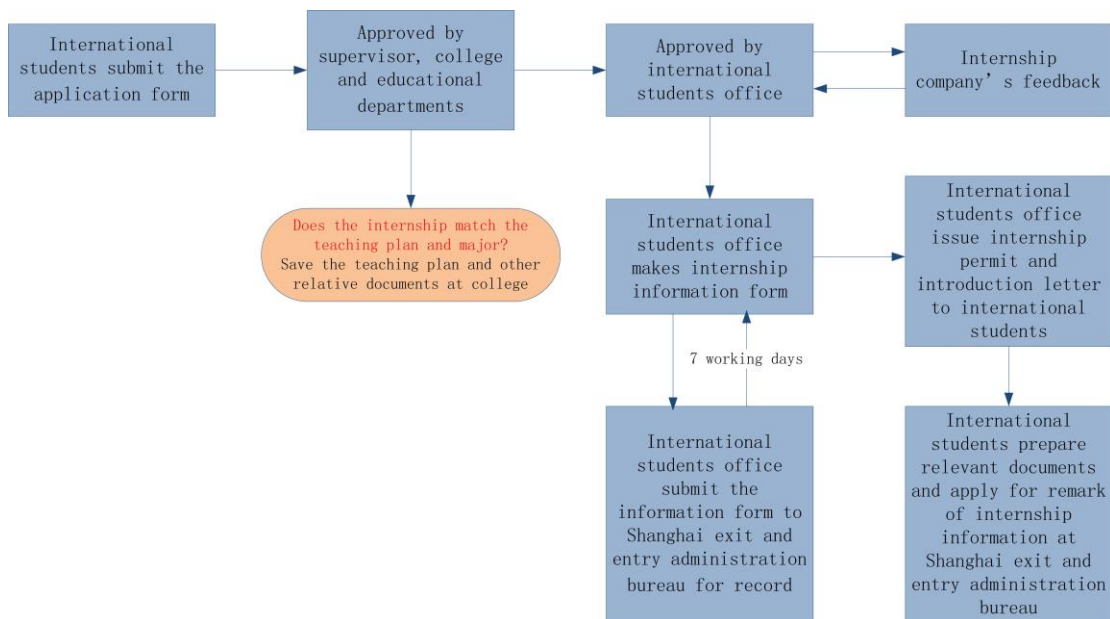 International
students submit the
application form
Approved by
supervisor, college
and educational
departments
Approved by
international
students office
Internship
company's feedback
Does the internship match the
teaching plan and major?
Save the teaching plan and other
relative documents at college
International
students office
makes internship
information form
International
students office
issue internship
permit and
introduction letter
to international
students
7 working days
International
students office
submit the
information form to
Shanghai exit and
entry administration
bureau for record
International
students prepare
relevant documents
and apply for remark
of internship
information at
Shanghai exit and
entry administration
bureau